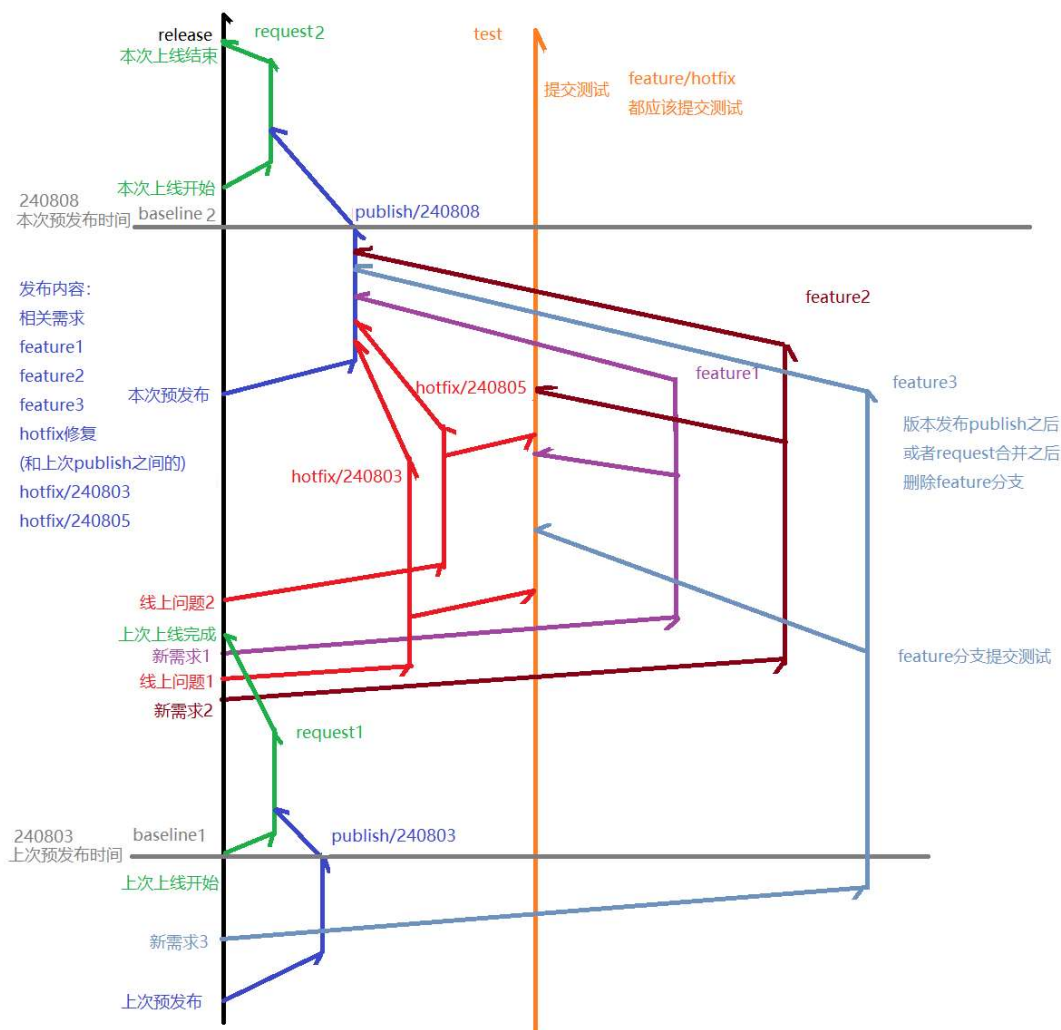 release
request2
本次上线结束
test
提交测试
feature/hotfix
都应该提交测试
本次上线开始
240808
本次预发布时间
baseline2
publish/240808
发布内容：
相关需求
feature1
feature2
feature3
hotfix修复
(和上次publish之间的)
hotfix/240803
hotfix/240805
feature2
feature1
feature3
本次预发布
hotfix/240805
版本发布publish之后
或者request合并之后
删除feature分支
hotfix/240803
线上问题2
上次上线完成
新需求1
线上问题1
新需求2
feature分支提交测试
request1
240803
上次预发布时间
baseline1
publish/240803
上次上线开始
新需求3
上次预发布